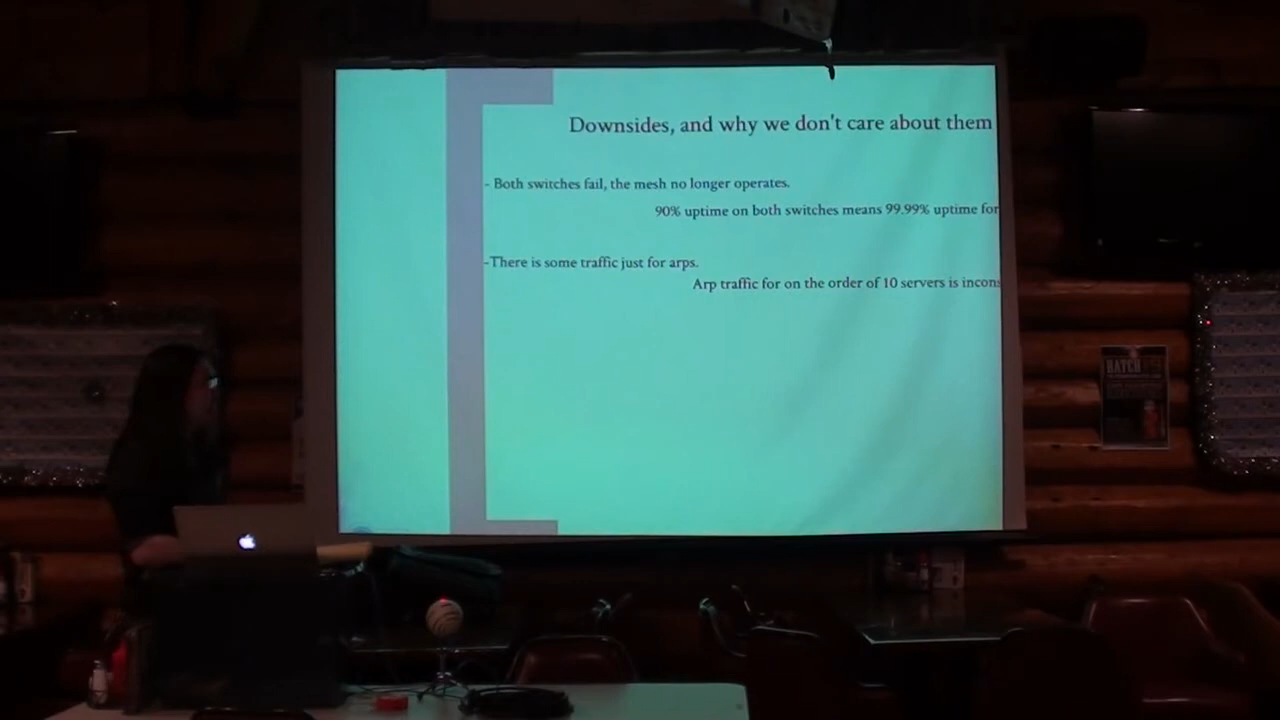 Downsides, and why we don't care about them
- Both switches fail, the mesh no longer operates.
90% uptime on both switches means 99.99% uptime for
-There is some traffic just for arps.
Arp traffic for on the order of 10 servers is incons
HATCH